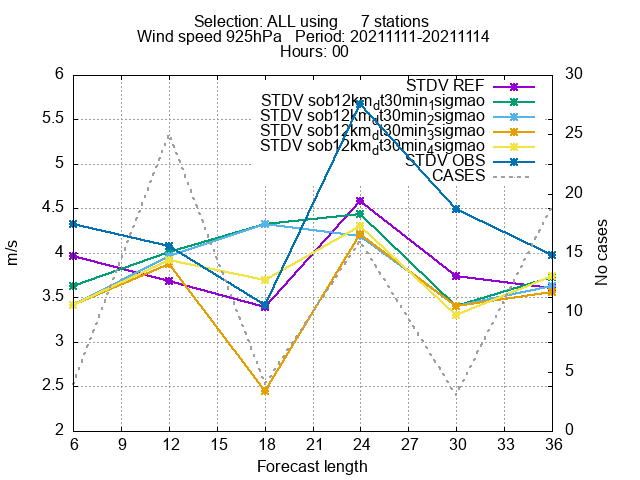 Selection: ALL using 7 stations
Wind speed 925hPa Period: 20211111-20211114
Hours: 00
6 30
STDV REF
STDV sob12km_dt30min_1sigmao
5.5 25
STDV sob12km_dt30min_2sigmao
STDV sob12km_dt30min_3sigmao
STDV sob12km_dt30min_4sigmao
5 STDV OBS
CASES
4.5 20
4 15
3.5
3 10
2.5 5
2 0
m/s
No cases
6 9 12 15 18 21 24 27 30 33 36
Forecast length